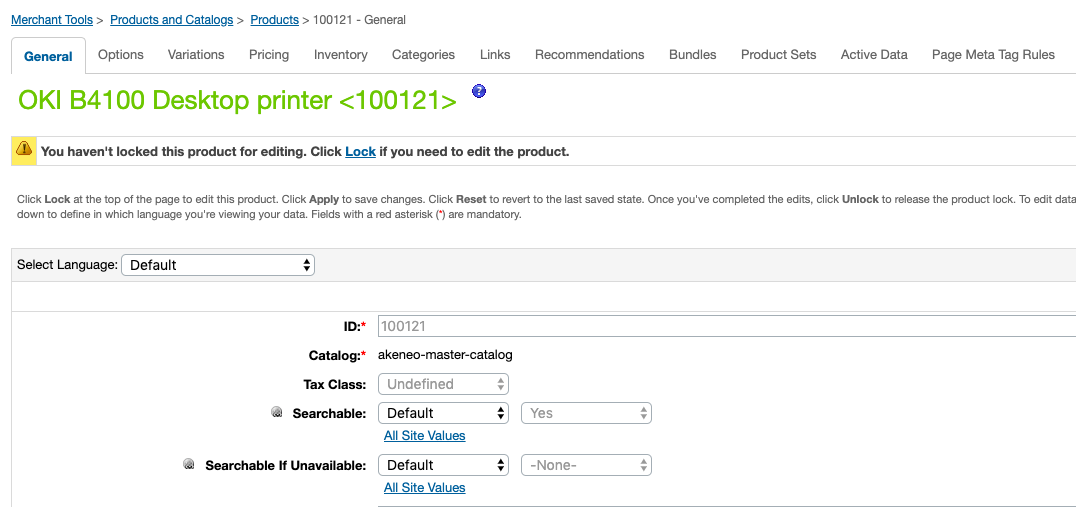 Merchant Tools > Products and Catalogs > Products > 100121 - General
General Options Variations Pricing Inventory Categories Links Recommendations Bundles Product Sets Active Data Page Meta Tag Rules
OKI B4100 Desktop printer <100121> ?
You haven't locked this product for editing. Click Lock if you need to edit the product.
Click Lock at the top of the page to edit this product. Click Apply to save changes. Click Reset to revert to the last saved state. Once you've completed the edits, click Unlock to release the product lock. To edit data
down to define in which language you're viewing your data. Fields with a red asterisk (*) are mandatory.
Select Language: Default
ID:* 100121
Catalog:* akeneo-master-catalog
Tax Class: Undefined
Searchable: Default Yes
All Site Values
Searchable If Unavailable: Default -None-
All Site Values